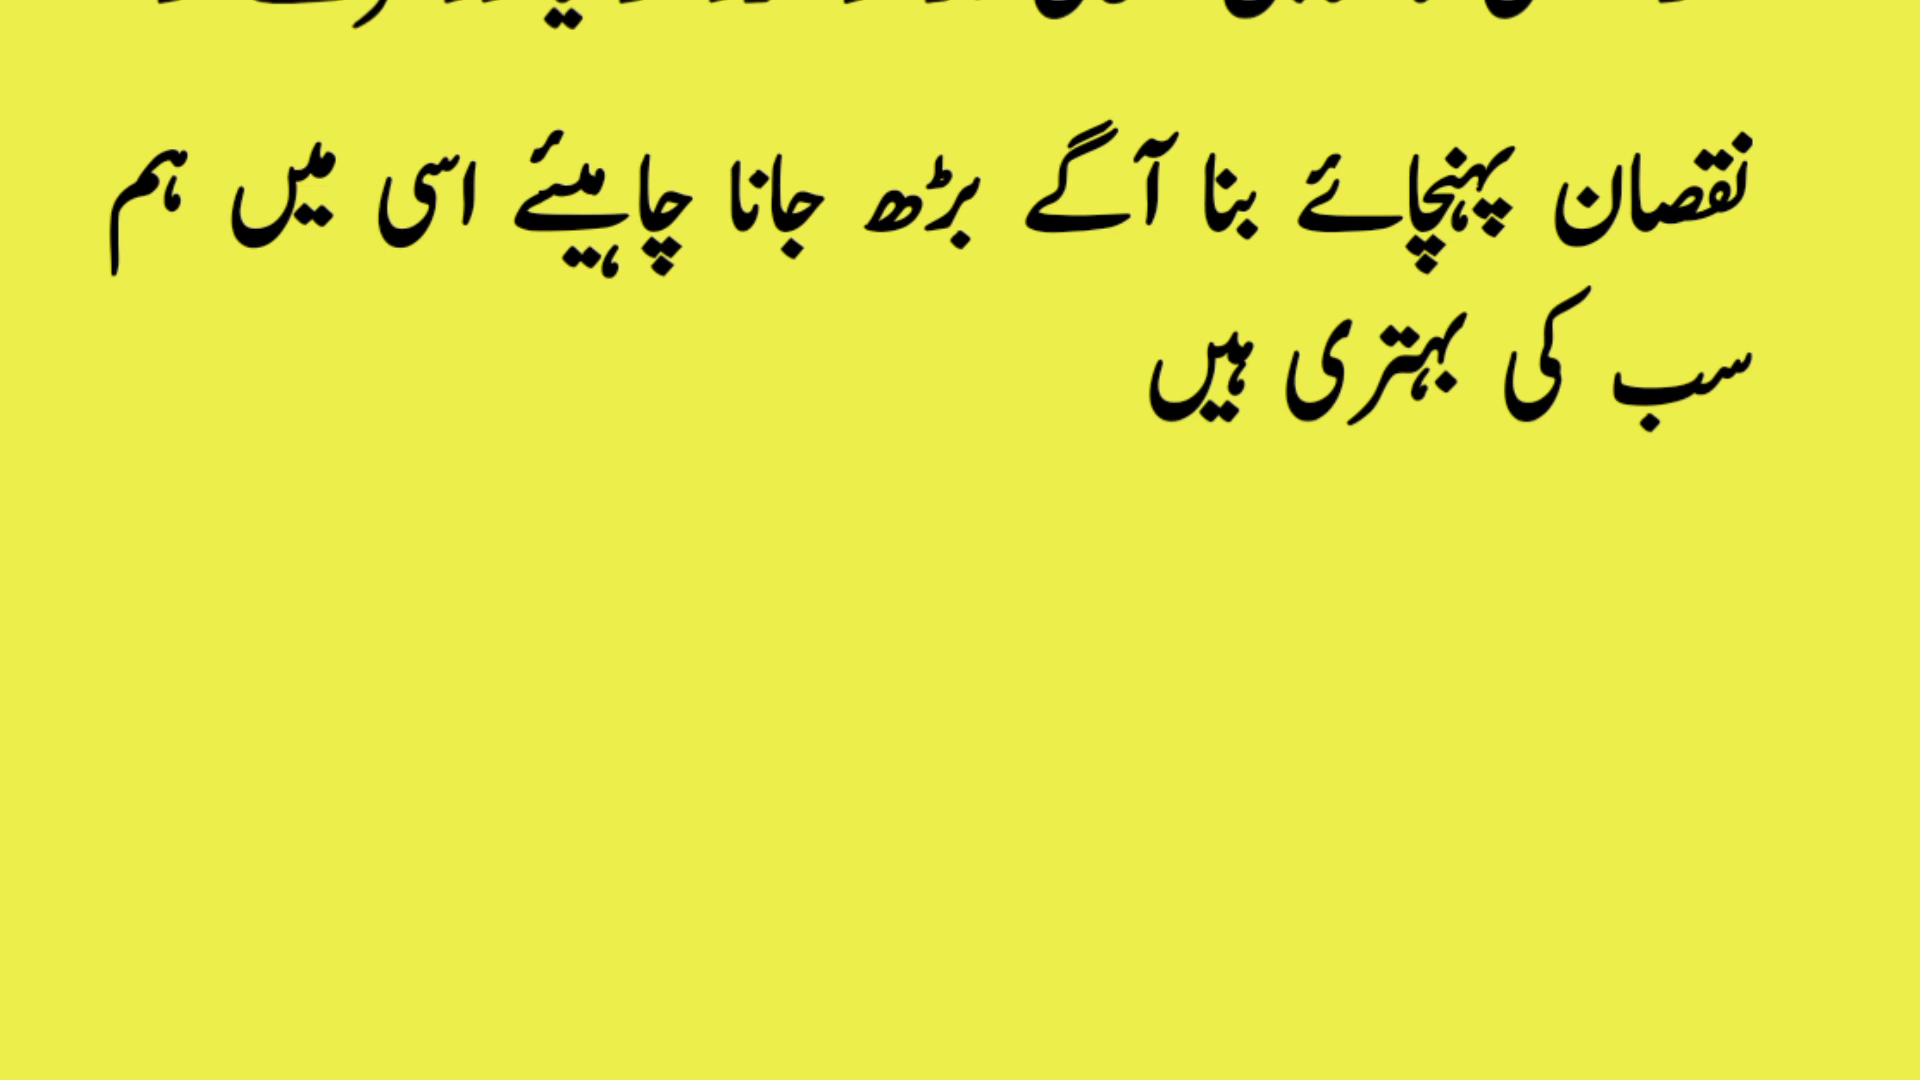 نقصان پہنچائے بنا آگے بڑھ جانا چاہیئے اسی میں ہم
سب کی بہتری ہیں